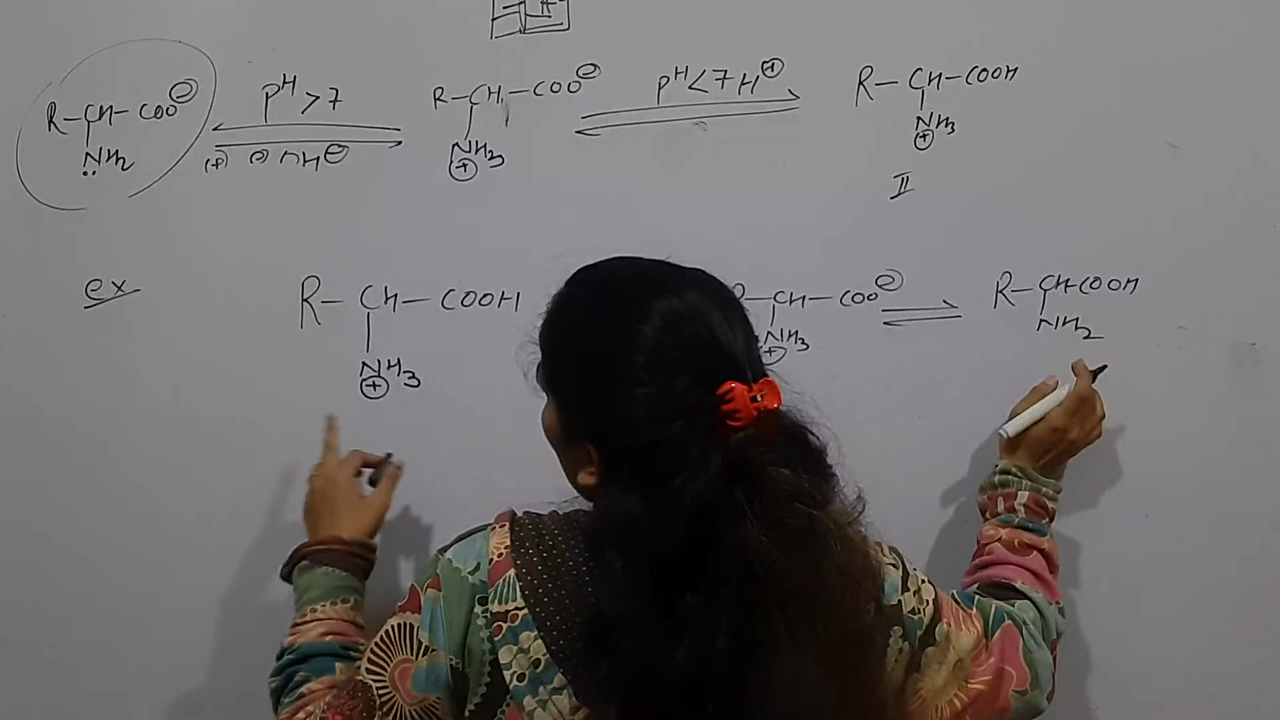 R-CH-COO⊖ pH>7 R-CH-COO⊖ pH<7 H⊕ R-CH-COOH
NH2 NH3 NH3
⊕ ⊕
II
ex R-CH-COOH CH-COO⊖ R-CH-COOH
NH3 NH3 NH2
⊕ ⊕